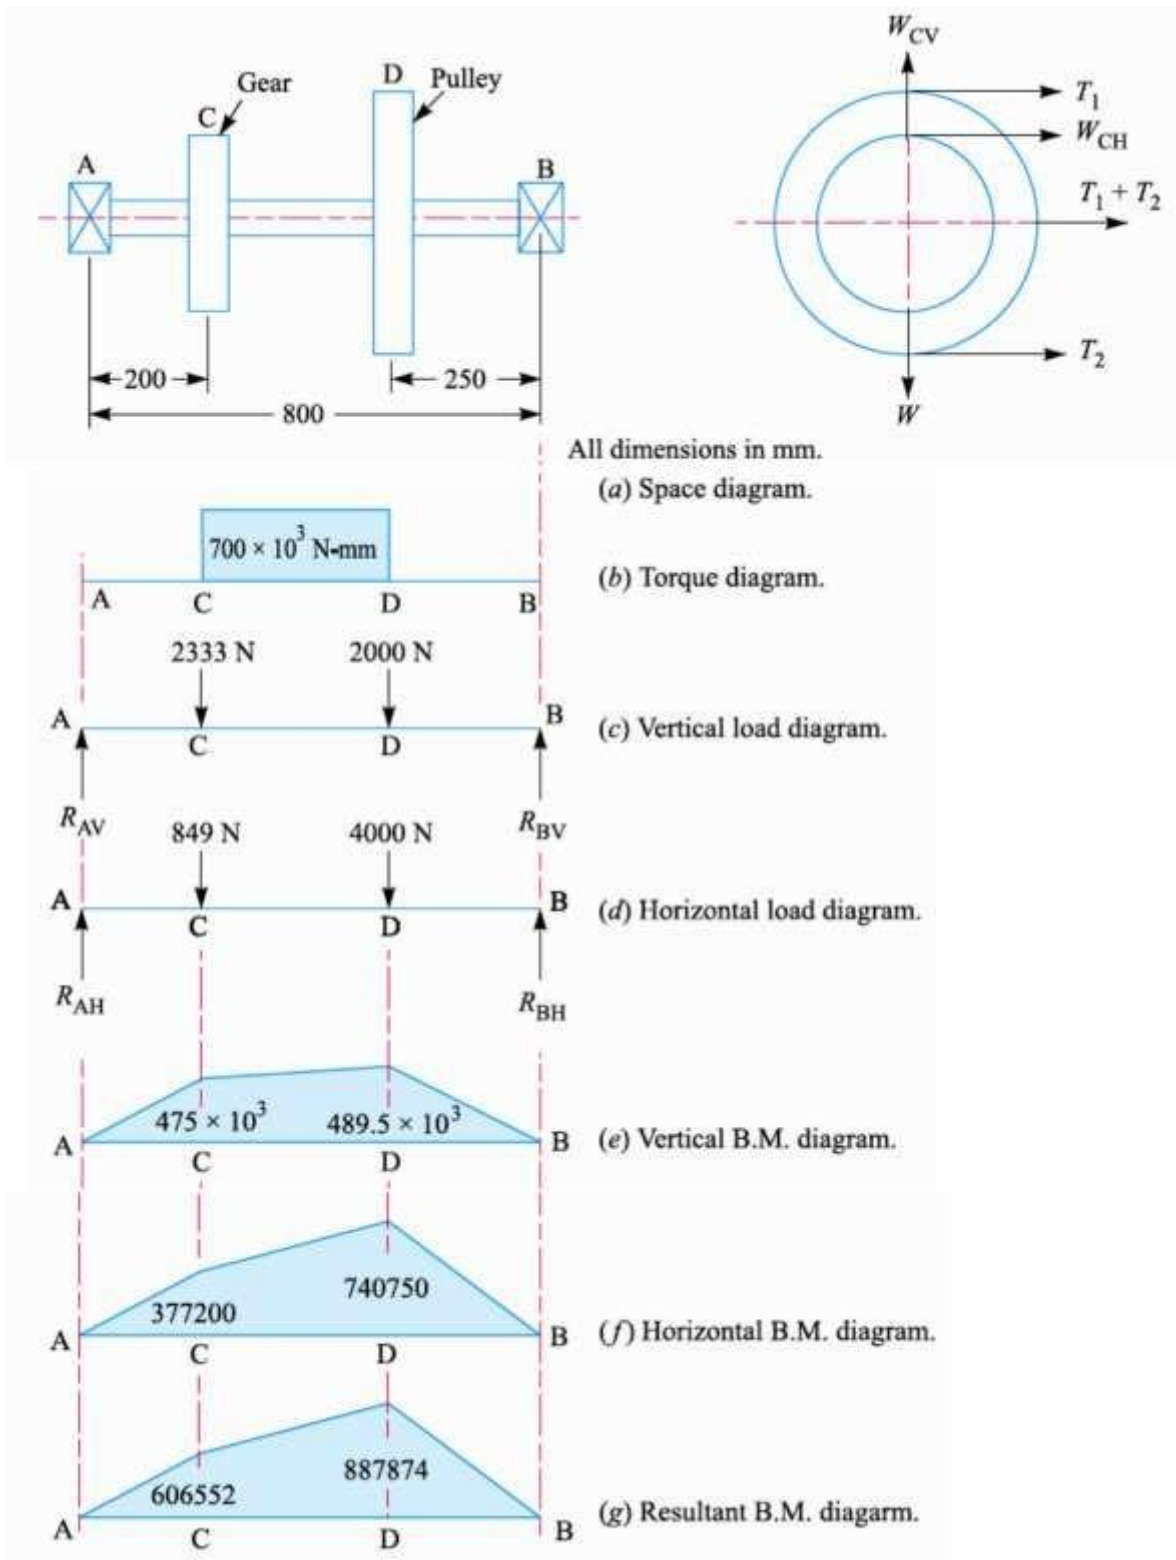 W_CV
D Pulley
Gear
C
T_1
W_CH
A
B
T_1 + T_2
200
250
T_2
800
W
All dimensions in mm.
(a) Space diagram.
700 × 10^3 N-mm
(b) Torque diagram.
A C D B
2333 N 2000 N
A B
(c) Vertical load diagram.
C D
R_AV R_BV
849 N 4000 N
A B
(d) Horizontal load diagram.
C D
R_AH R_BH
475 × 10^3 489.5 × 10^3
A B (e) Vertical B.M. diagram.
C D
377200 740750
A B (f) Horizontal B.M. diagram.
C D
606552 887874
A B (g) Resultant B.M. diagarm.
C D